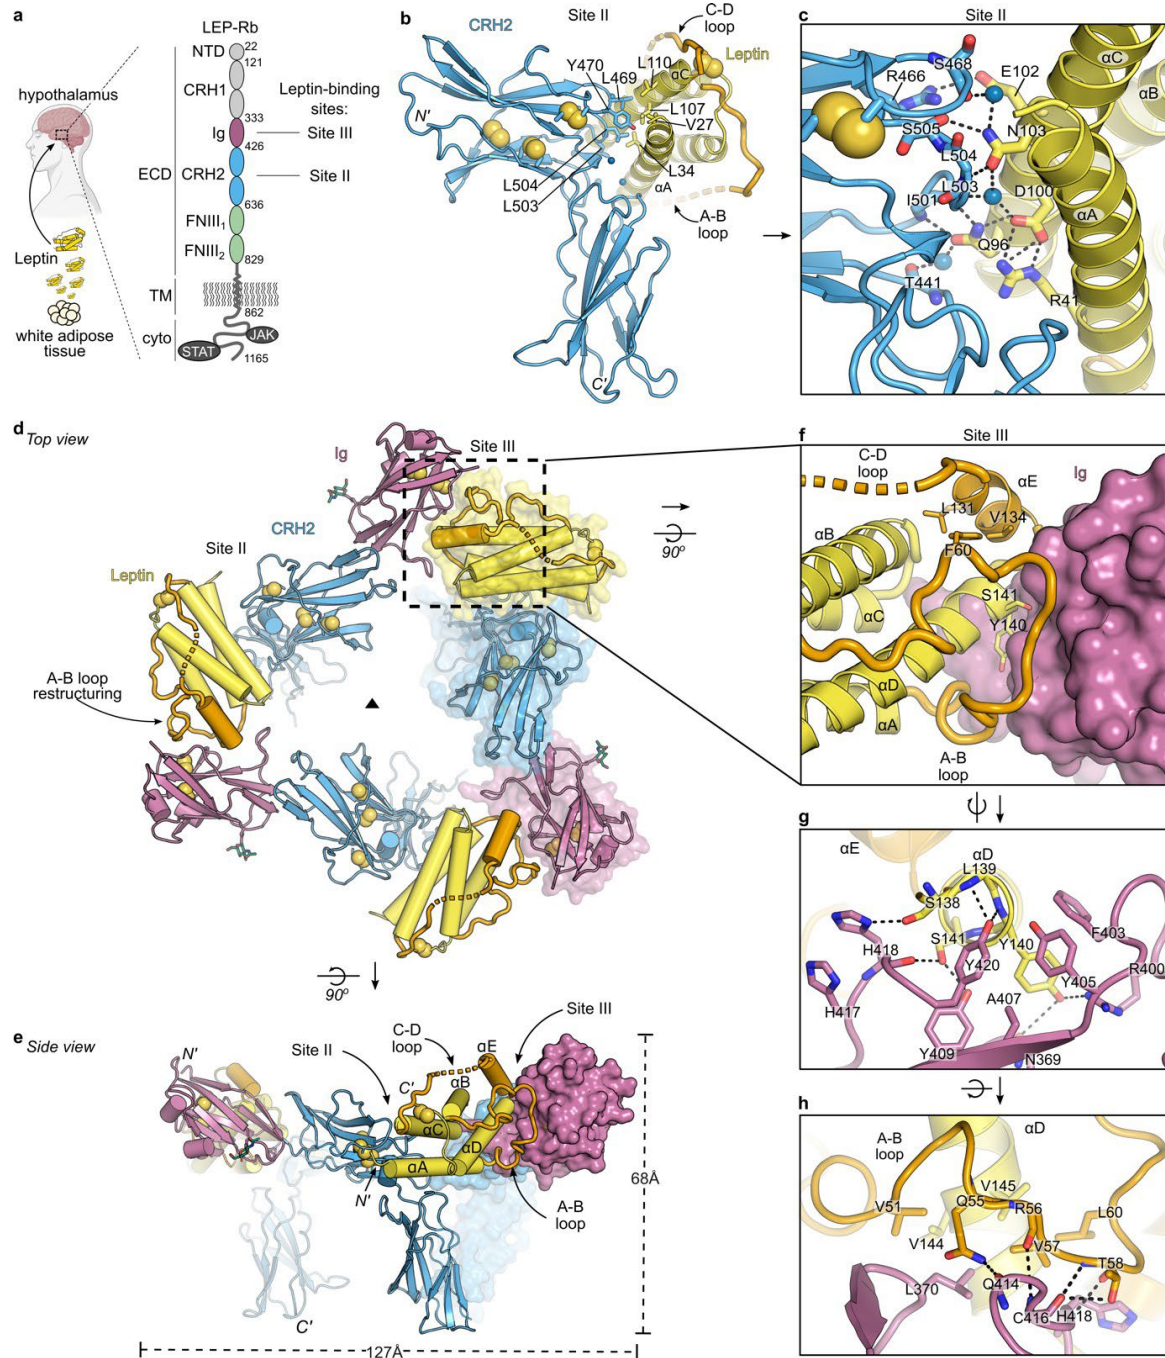 a
LEP-Rb
NTD
22
121
CRH1
hypothalamus
333
Ig
426
Leptin-binding
sites:
Site III
ECD
CRH2
Site II
636
FNIII1
FNIII2
829
Leptin
TM
862
white adipose
tissue
cyto
STAT
JAK
1165
b
CRH2
Site II
C-D
loop
Leptin
Y470
L469
L110
αC
N'
L107
V27
L504
L503
αA
L34
A-B
loop
C'
c
Site II
S468
R466
E102
αC
αB
S505
N103
L504
L503
D100
I501
αA
Q96
T441
R41
d
Top view
Ig
Site III
CRH2
Site II
Leptin
90º
A-B loop
restructuring
90º
e
Side view
N'
Site II
C-D
loop
αE
Site III
C'
αB
αC
αD
αA
N'
A-B
loop
68Å
C'
127Å
f
Site III
C-D
loop
αE
Ig
L131
αB
V134
F60
S141
αC
Y140
αD
αA
A-B
loop
g
αE
αD
L139
S138
F403
H418
S141
Y140
Y420
Y405
R400
H417
A407
Y409
N369
h
αD
A-B
loop
V145
V51
Q55
R56
L60
V144
V57
T58
L370
Q414
C416
H418